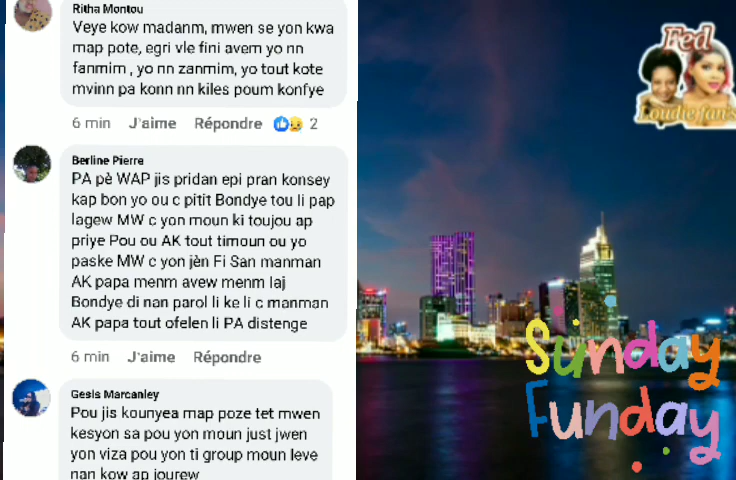 Ritha Montou
Veye kow madanm, mwen se yon kwa
map pote, egri vle fini avem yo nn
fanmim , yo nn zanmim, yo tout kote
mvinn pa konn nn kiles poum konfye
6 min J'aime Répondre 2
Berline Pierre
PA pè WAP jis pridan epi pran konsey
kap bon yo ou c pitit Bondye tou li pap
lagew MW c yon moun ki toujou ap
priye Pou ou AK tout timoun ou yo
paske MW c yon jèn Fi San manman
AK papa menm avew menm laj
Bondye di nan parol li ke li c manman
AK papa tout ofelen li PA distenge
6 min J'aime Répondre
Gesis Marcanley
Pou jis kounyea map poze tet mwen
kesyon sa pou yon moun just jwen
yon viza pou yon ti group moun leve
nan kow ap jourew
Fed
Loudie fan's
Sunday
Funday